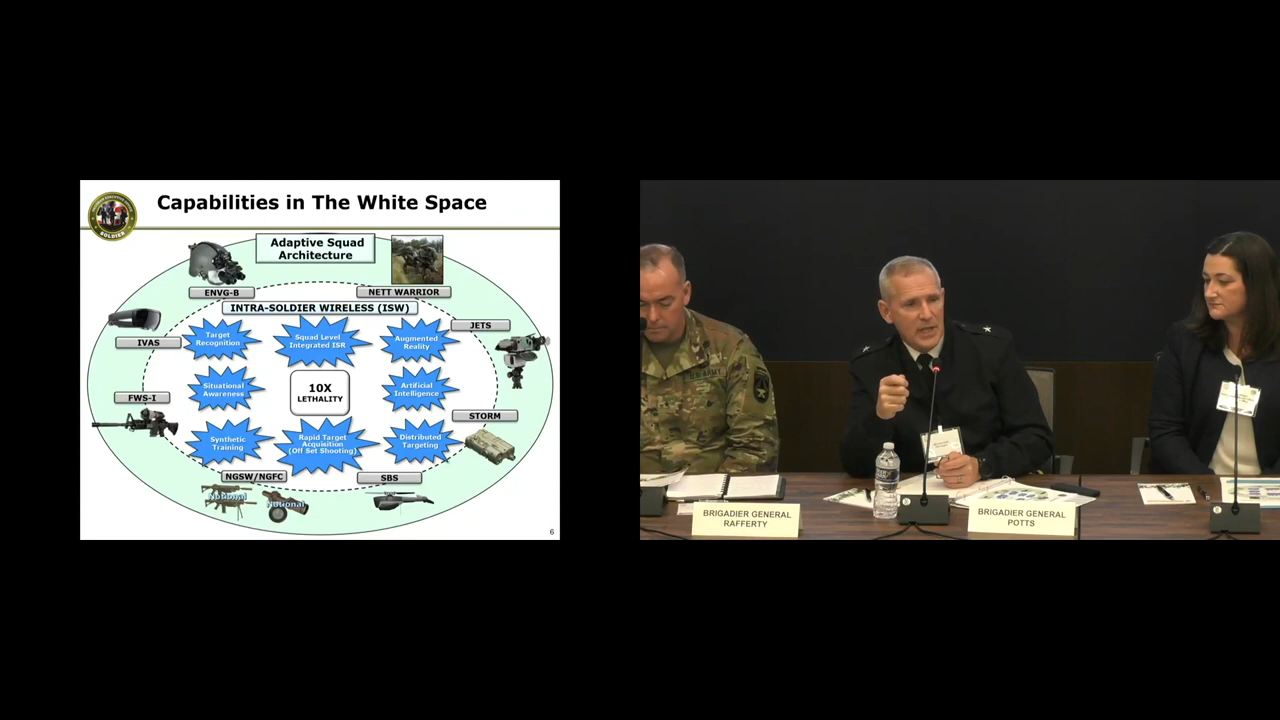 Capabilities in The White Space
SOLDIER
Adaptive Squad
Architecture
ENVG-B
NETT WARRIOR
INTRA-SOLDIER WIRELESS (ISW)
IVAS
JETS
Target
Recognition
Squad Level
Integrated ISR
Augmented
Reality
Situational
Awareness
10X
LETHALITY
Artificial
Intelligence
FWS-I
STORM
Synthetic
Training
Rapid Target
Acquisition
(Off Set Shooting)
Distributed
Targeting
NGSW/NGFC
SBS
Notional
Notional
6
U.S. ARMY
BRIGADIER GENERAL
RAFFERTY
BRIGADIER GENERAL
POTTS